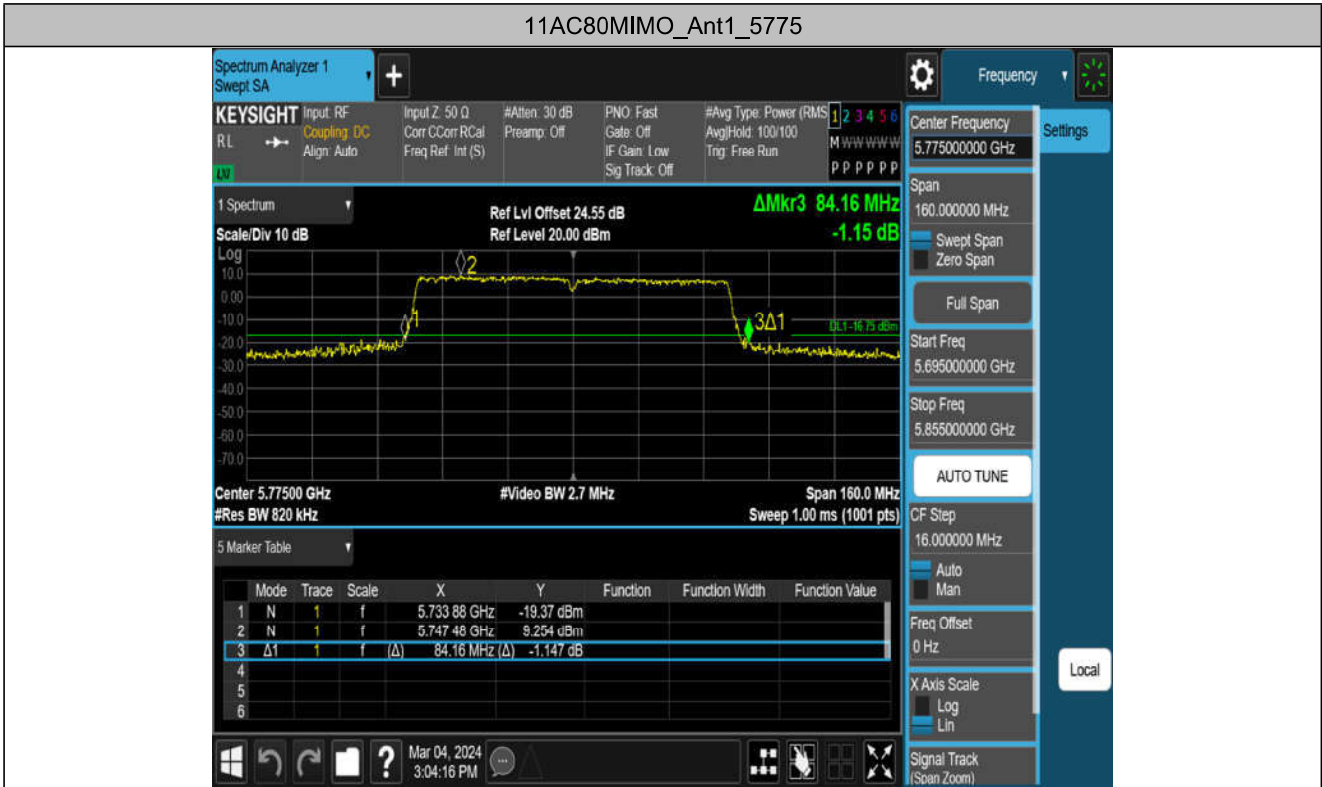 11AC80MIMO_Ant1_5775
Spectrum Analyzer 1
Swept SA
+
Frequency
KEYSIGHT
RL
LXI
Input: RF
Coupling: DC
Align: Auto
Input Z: 50 Ω
Corr CCorr RCal
Freq Ref: Int (S)
#Atten: 30 dB
Preamp: Off
PNO: Fast
Gate: Off
IF Gain: Low
Sig Track: Off
#Avg Type: Power (RMS
Avg|Hold: 100/100
Trig: Free Run
1 2 3 4 5 6
M W W W W W
P P P P P P
1 Spectrum
Scale/Div 10 dB
Ref Lvl Offset 24.55 dB
Ref Level 20.00 dBm
ΔMkr3 84.16 MHz
-1.15 dB
Log
10.0
0.00
-10.0
-20.0
-30.0
-40.0
-50.0
-60.0
-70.0
2
1
3Δ1
DL1 -16.75 dBm
Center 5.77500 GHz
#Res BW 820 kHz
#Video BW 2.7 MHz
Span 160.0 MHz
Sweep 1.00 ms (1001 pts)
5 Marker Table
Mode Trace Scale X Y Function Function Width Function Value
1 N 1 f 5.733 88 GHz -19.37 dBm
2 N 1 f 5.747 48 GHz 9.254 dBm
3 Δ1 1 f (Δ) 84.16 MHz (Δ) -1.147 dB
4
5
6
?
Mar 04, 2024
3:04:16 PM
Center Frequency
5.775000000 GHz
Settings
Span
160.000000 MHz
Swept Span
Zero Span
Full Span
Start Freq
5.695000000 GHz
Stop Freq
5.855000000 GHz
AUTO TUNE
CF Step
16.000000 MHz
Auto
Man
Freq Offset
0 Hz
Local
X Axis Scale
Log
Lin
Signal Track
(Span Zoom)